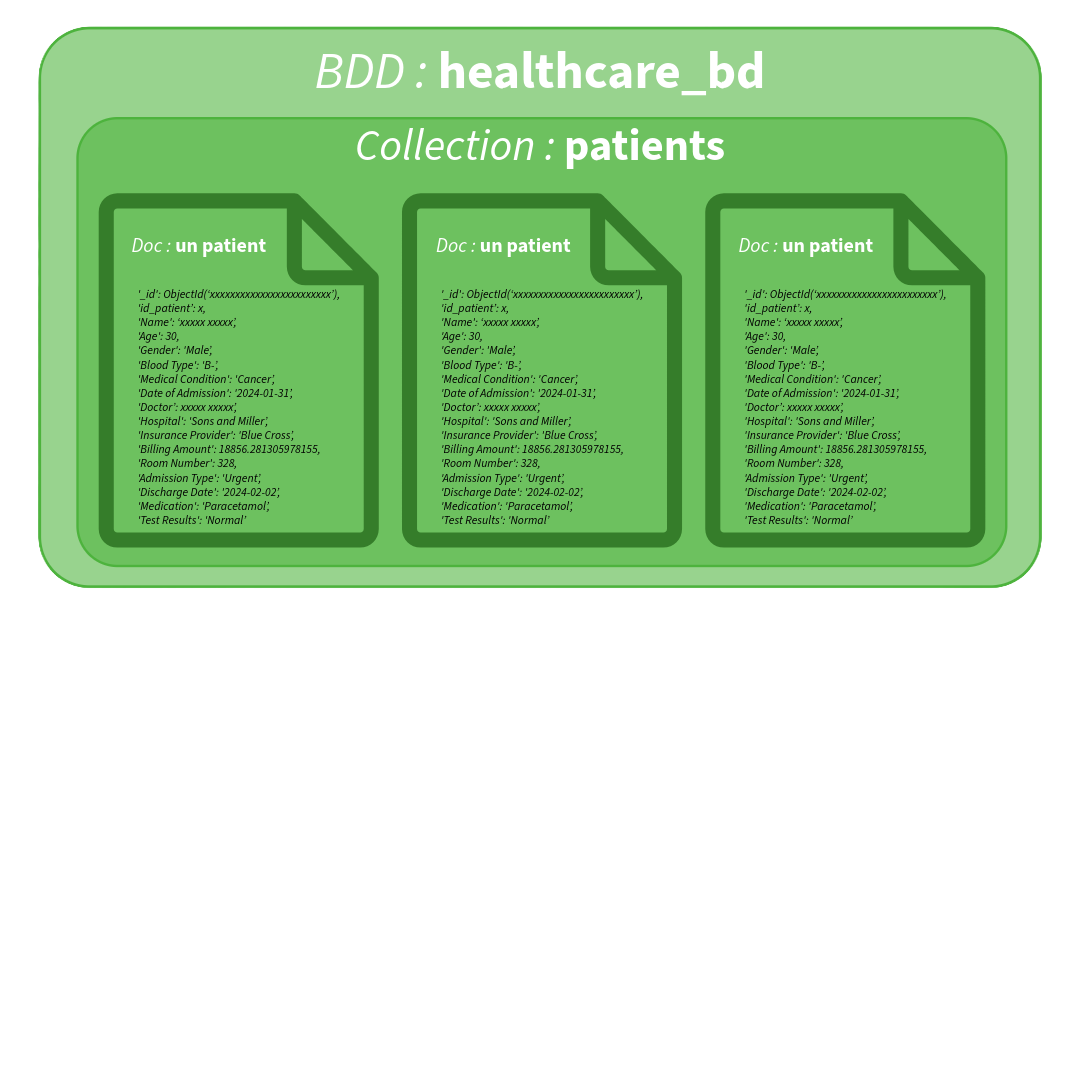 BDD : healthcare_bd
Collection : patients
Doc : un patient
'_id': ObjectId(‘xxxxxxxxxxxxxxxxxxxxxxxx’),
'id_patient’: x,
'Name': ‘xxxxx xxxxx’,
'Age': 30,
'Gender': 'Male’,
'Blood Type': 'B-’,
'Medical Condition': 'Cancer’,
'Date of Admission': '2024-01-31’,
'Doctor’: xxxxx xxxxx’,
'Hospital': 'Sons and Miller’,
'Insurance Provider': 'Blue Cross’,
'Billing Amount': 18856.281305978155,
'Room Number': 328,
'Admission Type': 'Urgent’,
'Discharge Date': '2024-02-02’,
'Medication': 'Paracetamol’,
'Test Results': 'Normal’
Doc : un patient
'_id': ObjectId(‘xxxxxxxxxxxxxxxxxxxxxxxx’),
'id_patient’: x,
'Name': ‘xxxxx xxxxx’,
'Age': 30,
'Gender': 'Male’,
'Blood Type': 'B-’,
'Medical Condition': 'Cancer’,
'Date of Admission': '2024-01-31’,
'Doctor’: xxxxx xxxxx’,
'Hospital': 'Sons and Miller’,
'Insurance Provider': 'Blue Cross’,
'Billing Amount': 18856.281305978155,
'Room Number': 328,
'Admission Type': 'Urgent’,
'Discharge Date': '2024-02-02’,
'Medication': 'Paracetamol’,
'Test Results': 'Normal’
Doc : un patient
'_id': ObjectId(‘xxxxxxxxxxxxxxxxxxxxxxxx’),
'id_patient’: x,
'Name': ‘xxxxx xxxxx’,
'Age': 30,
'Gender': 'Male’,
'Blood Type': 'B-’,
'Medical Condition': 'Cancer’,
'Date of Admission': '2024-01-31’,
'Doctor’: xxxxx xxxxx’,
'Hospital': 'Sons and Miller’,
'Insurance Provider': 'Blue Cross’,
'Billing Amount': 18856.281305978155,
'Room Number': 328,
'Admission Type': 'Urgent’,
'Discharge Date': '2024-02-02’,
'Medication': 'Paracetamol’,
'Test Results': 'Normal’